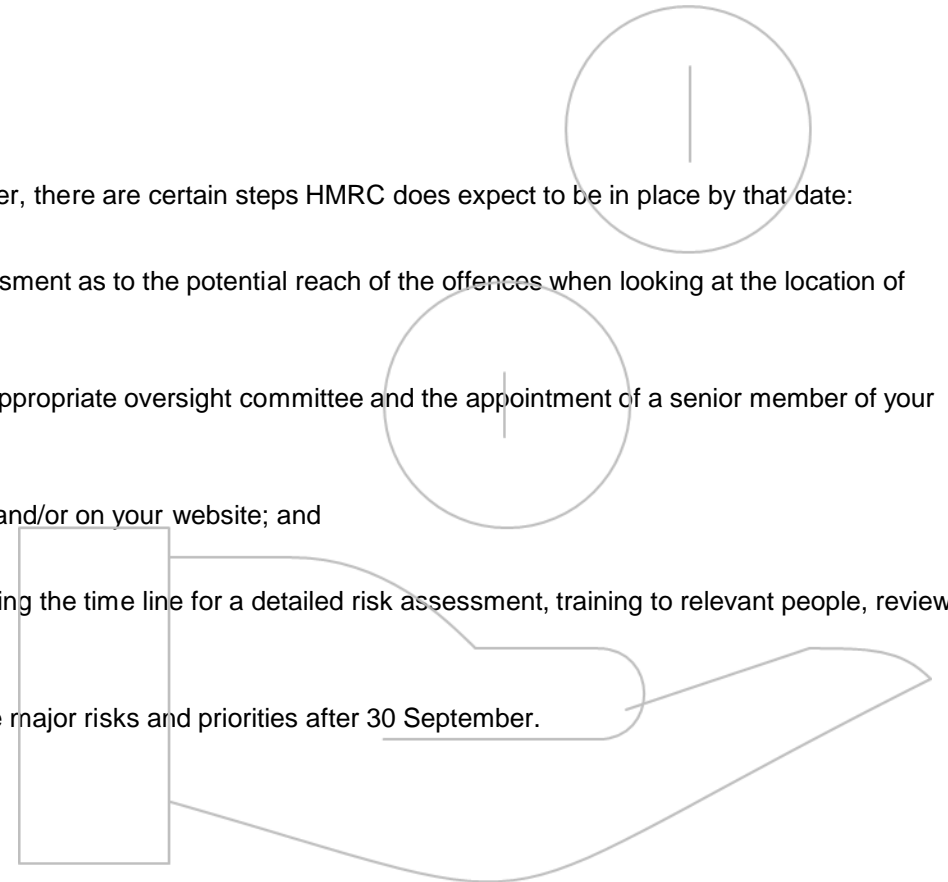 er, there are certain steps HMRC does expect to be in place by that date:
sment as to the potential reach of the offences when looking at the location of
ppropriate oversight committee and the appointment of a senior member of your
and/or on your website; and
ing the time line for a detailed risk assessment, training to relevant people, review
e major risks and priorities after 30 September.